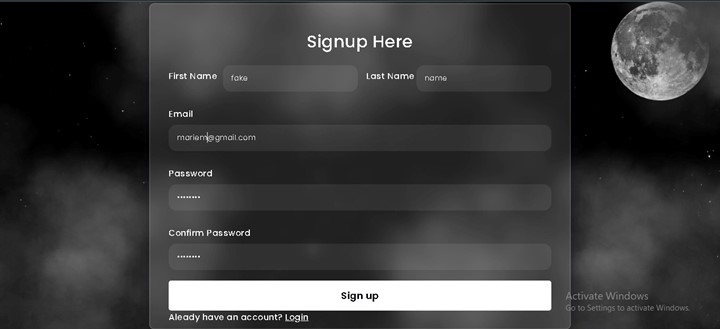 Signup Here
First Name fake Last Name name
Email
mariem@gmail.com
Password
••••••••
Confirm Password
••••••••
Sign up
Aleady have an account? Login
Activate Windows
Go to Settings to activate Windows.